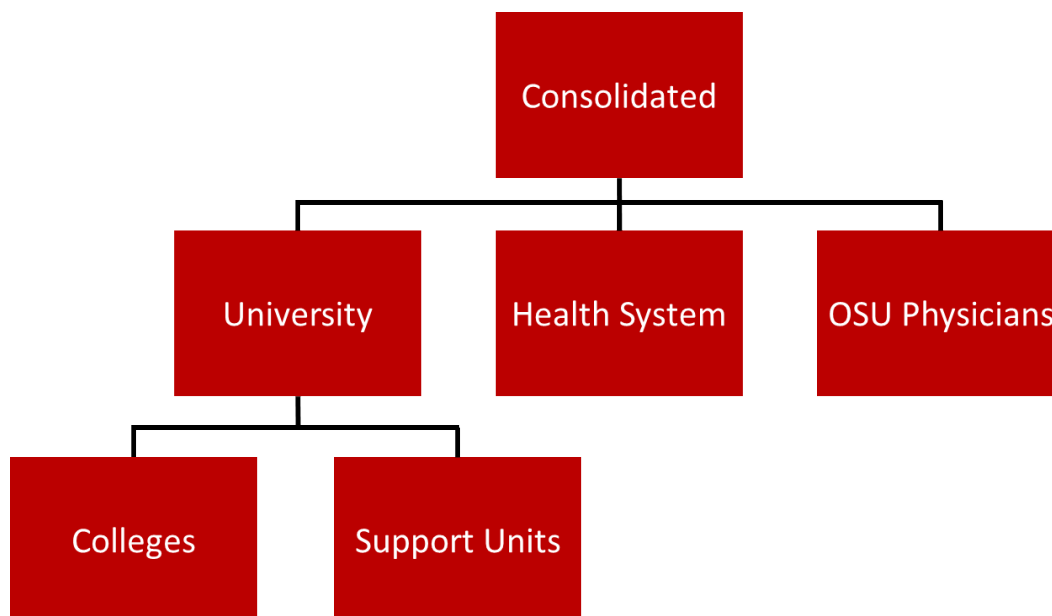 Consolidated
University
Health System
OSU Physicians
Colleges
Support Units